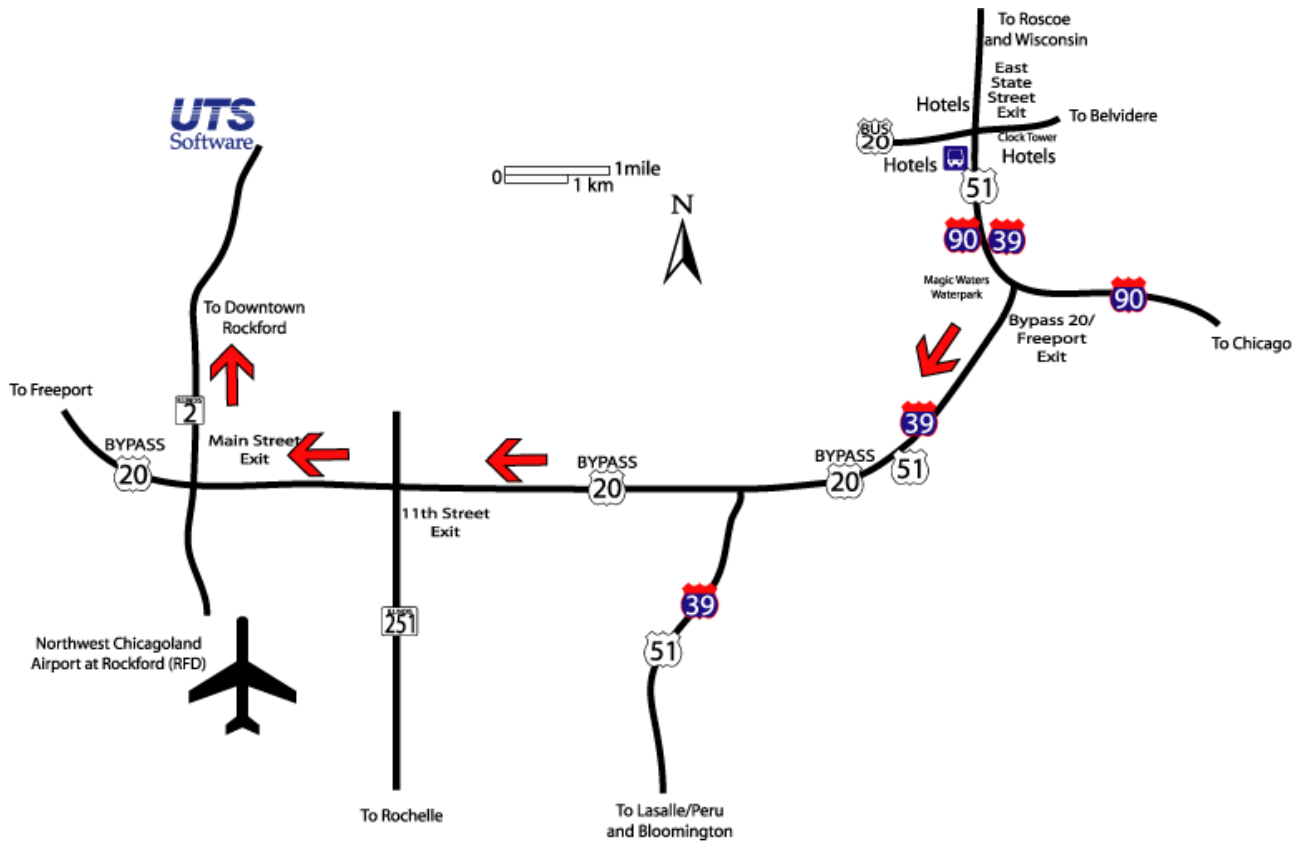 To Roscoe
and Wisconsin
East
State
Street
Exit
Hotels
To Belvidere
BUS
20
Clock Tower
Hotels
Hotels
51
90
39
UTS
Software
0
1mile
1 km
N
Magic Waters
Waterpark
90
Bypass 20/
Freeport
Exit
To Chicago
To Downtown
Rockford
To Freeport
ILLINOIS
2
39
51
BYPASS
20
Main Street
Exit
BYPASS
20
BYPASS
20
11th Street
Exit
39
ILLINOIS
251
51
Northwest Chicagoland
Airport at Rockford (RFD)
To Rochelle
To Lasalle/Peru
and Bloomington